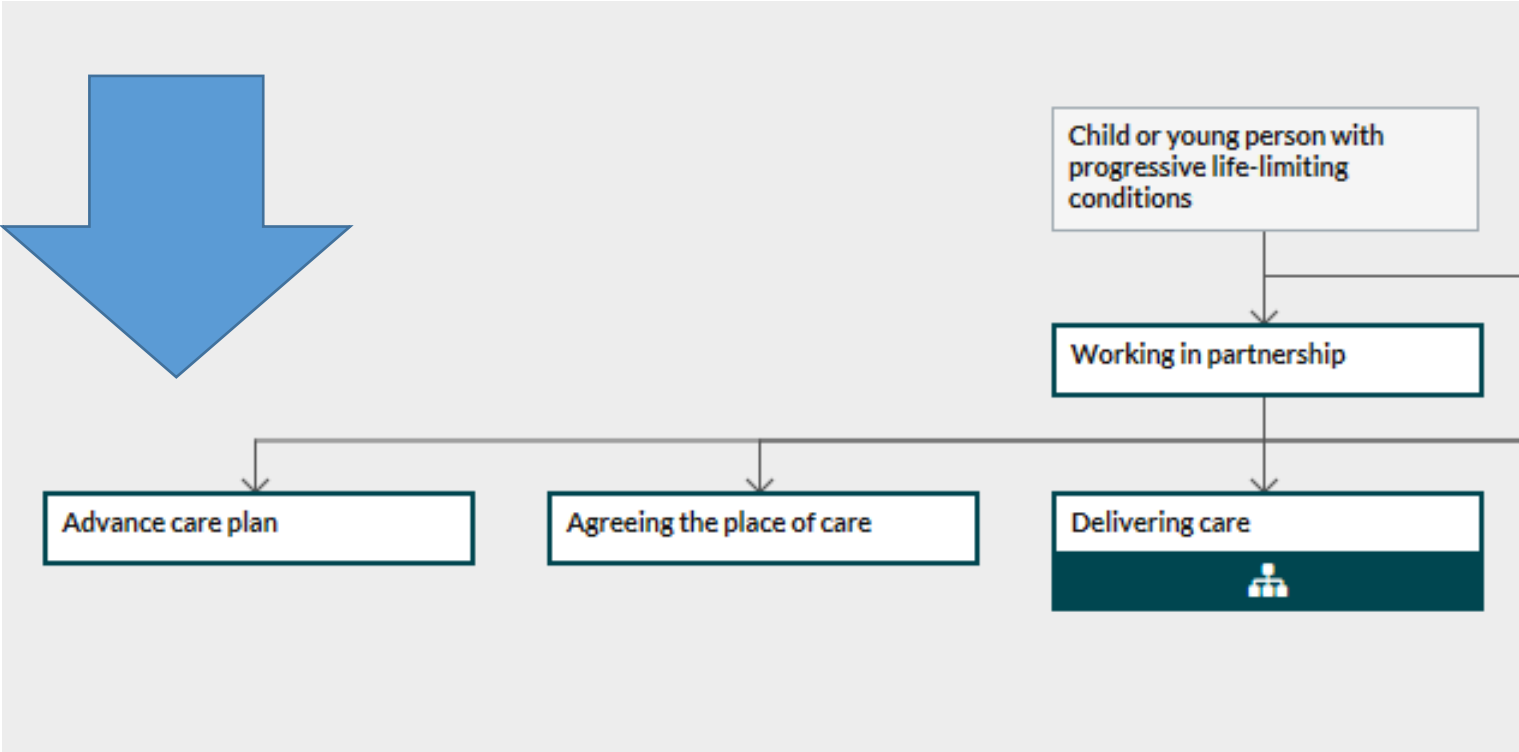 Child or young person with
progressive life-limiting
conditions
Working in partnership
Advance care plan
Agreeing the place of care
Delivering care